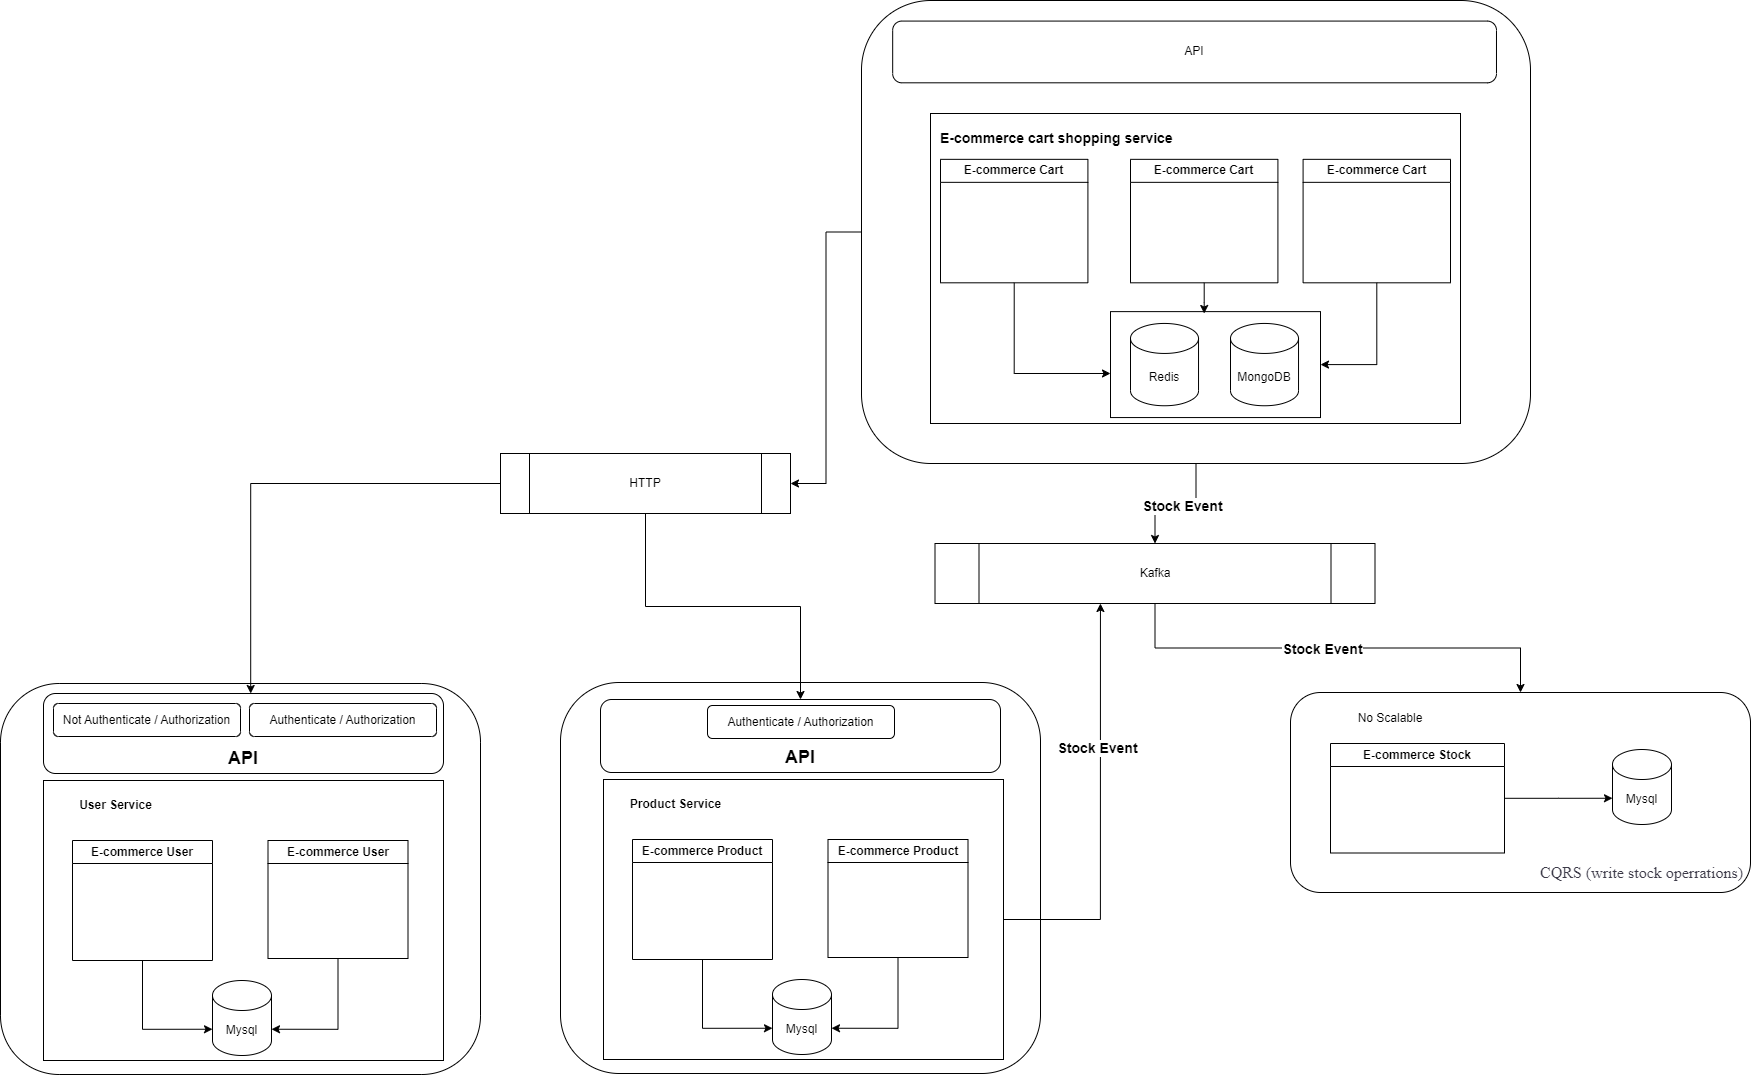 API
E-commerce cart shopping service
E-commerce Cart
E-commerce Cart
E-commerce Cart
Redis
MongoDB
HTTP
Stock Event
Kafka
Stock Event
Stock Event
Not Authenticate / Authorization
Authenticate / Authorization
API
User Service
E-commerce User
E-commerce User
Mysql
Authenticate / Authorization
API
Product Service
E-commerce Product
E-commerce Product
Mysql
No Scalable
E-commerce Stock
Mysql
CQRS (write stock operrations)